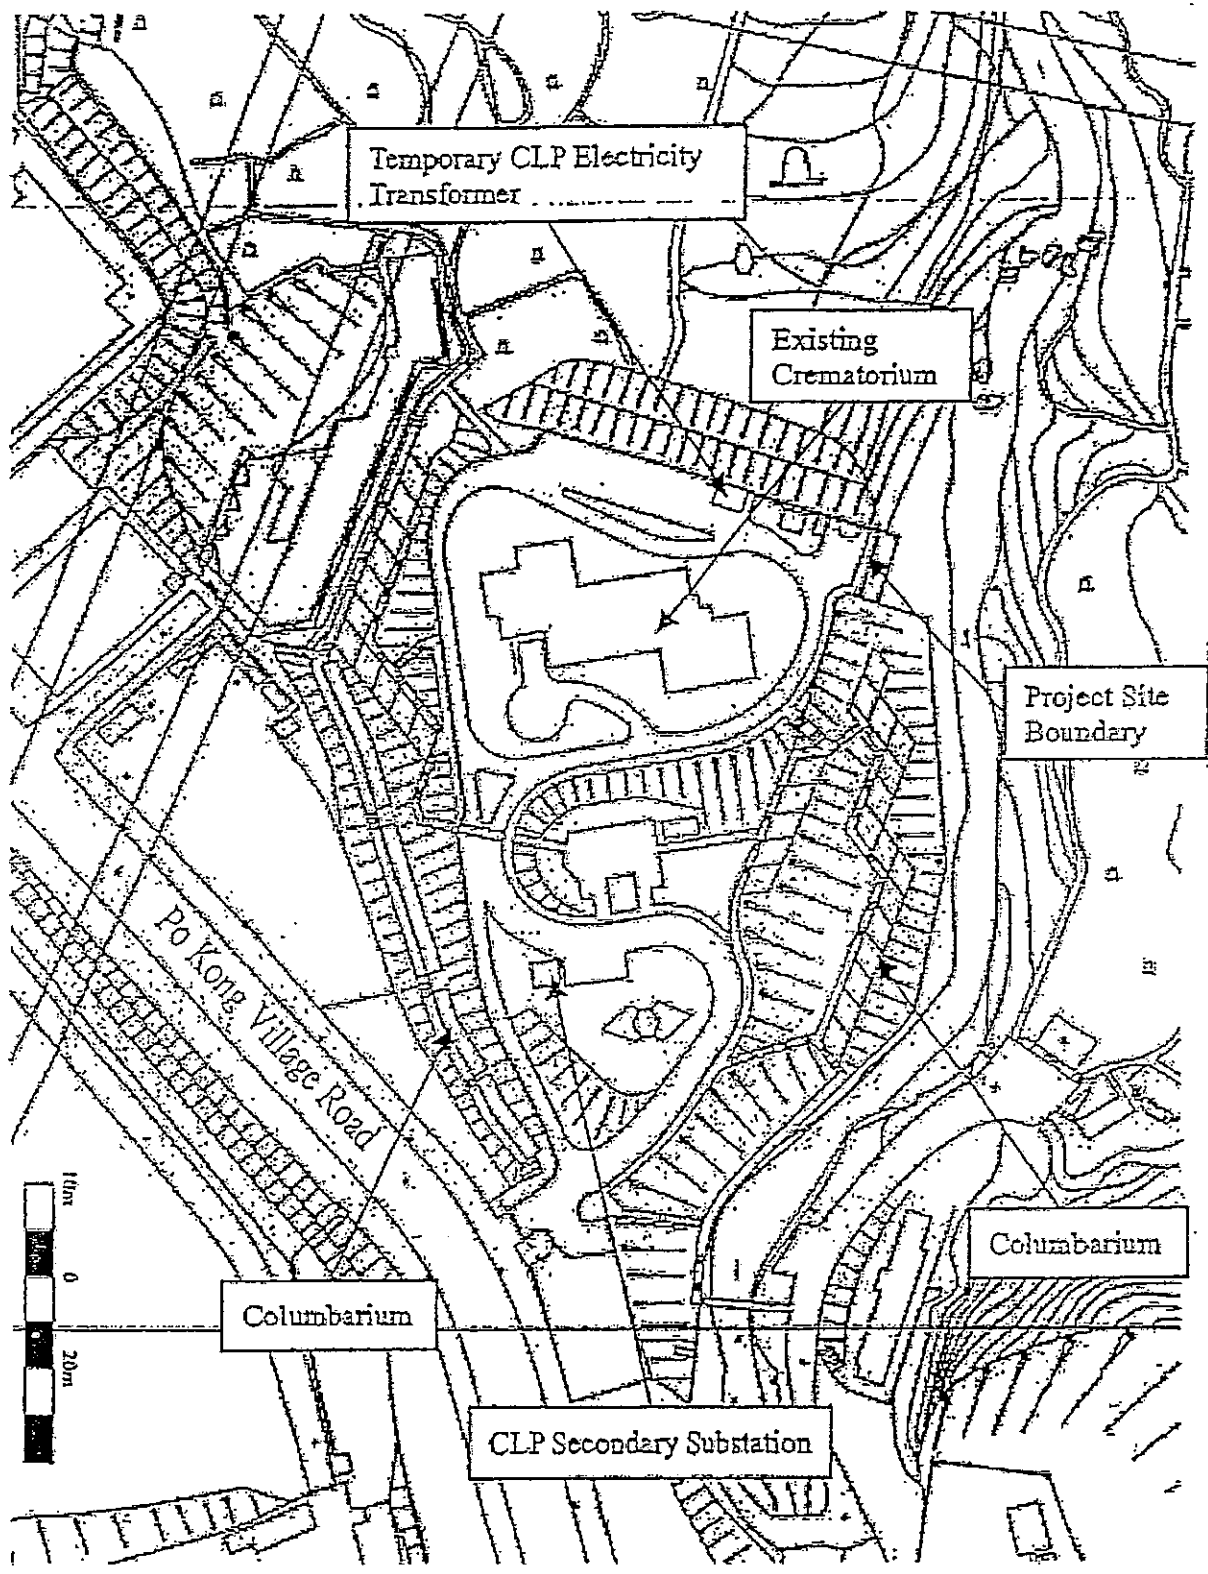 Temporary CLP Electricity
Transformer
Existing
Crematorium
Project Site
Boundary
Po Kong Village Road
Columbarium
Columbarium
CLP Secondary Substation
10m
0
20m